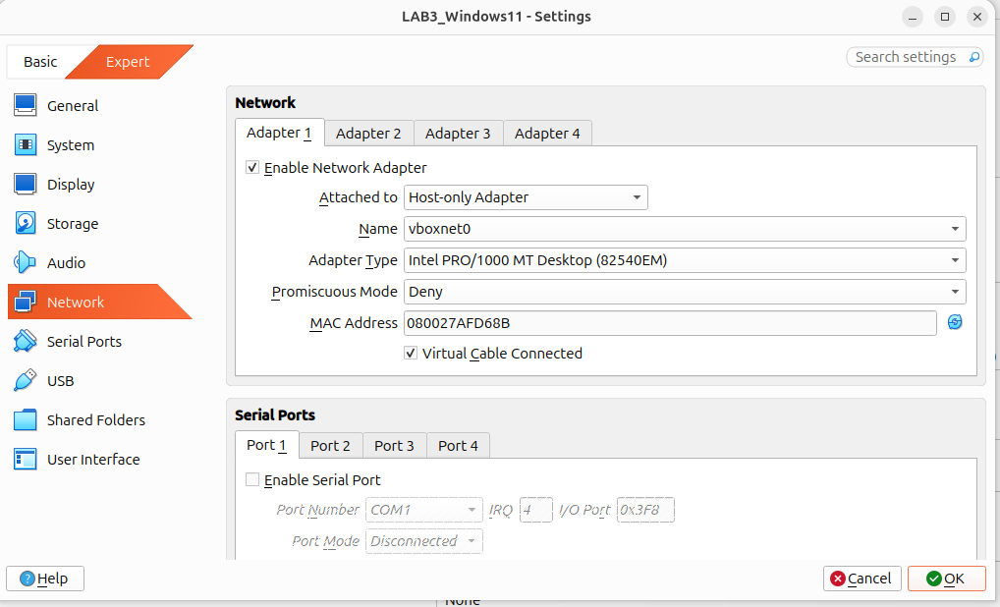 LAB3_Windows11 - Settings
Basic Expert Search settings
General
System
Display
Storage
Audio
Network
Serial Ports
USB
Shared Folders
User Interface
Network
Adapter 1 Adapter 2 Adapter 3 Adapter 4
Enable Network Adapter
Attached to Host-only Adapter
Name vboxnet0
Adapter Type Intel PRO/1000 MT Desktop (82540EM)
Promiscuous Mode Deny
MAC Address 080027AFD68B
Virtual Cable Connected
Serial Ports
Port 1 Port 2 Port 3 Port 4
Enable Serial Port
Port Number COM1 IRQ 4 I/O Port 0x3F8
Port Mode Disconnected
Help Cancel OK
None